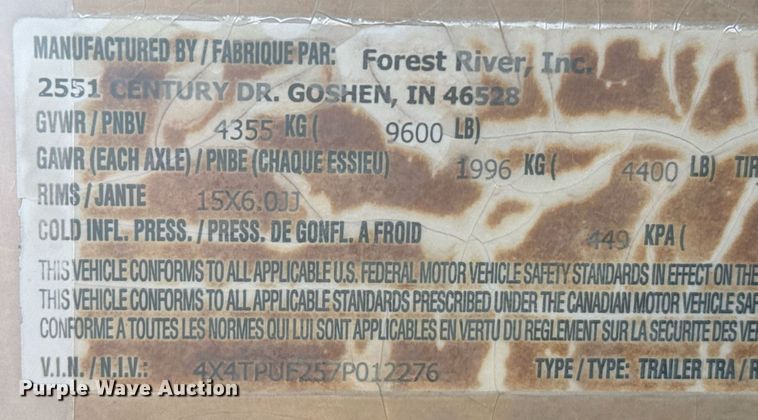 MANUFACTURED BY / FABRIQUE PAR: Forest River, Inc.
2551 CENTURY DR. GOSHEN, IN 46528
GVWR / PNBV 4355 KG ( 9600 LB)
GAWR (EACH AXLE) / PNBE (CHAQUE ESSIEU) 1996 KG ( 4400 LB) TIR
RIMS / JANTE 15X6.0JJ
COLD INFL. PRESS. / PRESS. DE GONFL. A FROID 449 KPA (
THIS VEHICLE CONFORMS TO ALL APPLICABLE U.S. FEDERAL MOTOR VEHICLE SAFETY STANDARDS IN EFFECT ON THE
THIS VEHICLE CONFORMS TO ALL APPLICABLE STANDARDS PRESCRIBED UNDER THE CANADIAN MOTOR VEHICLE SAF
CONFORME A TOUTES LES NORMES QUI LUI SONT APPLICABLES EN VERTU DU REGLEMENT SUR LA SECURITE DES VE
V.I.N. / N.I.V.: 4X4TPUF257P012276 TYPE / TYPE: TRAILER TRA / R
Purple Wave Auction